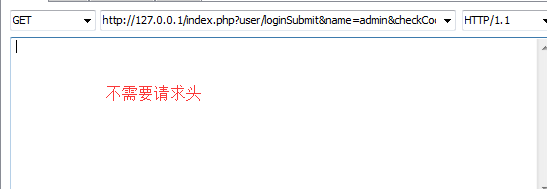 GET http://127.0.0.1/index.php?user/loginSubmit&name=admin&checkCo HTTP/1.1
不需要请求头